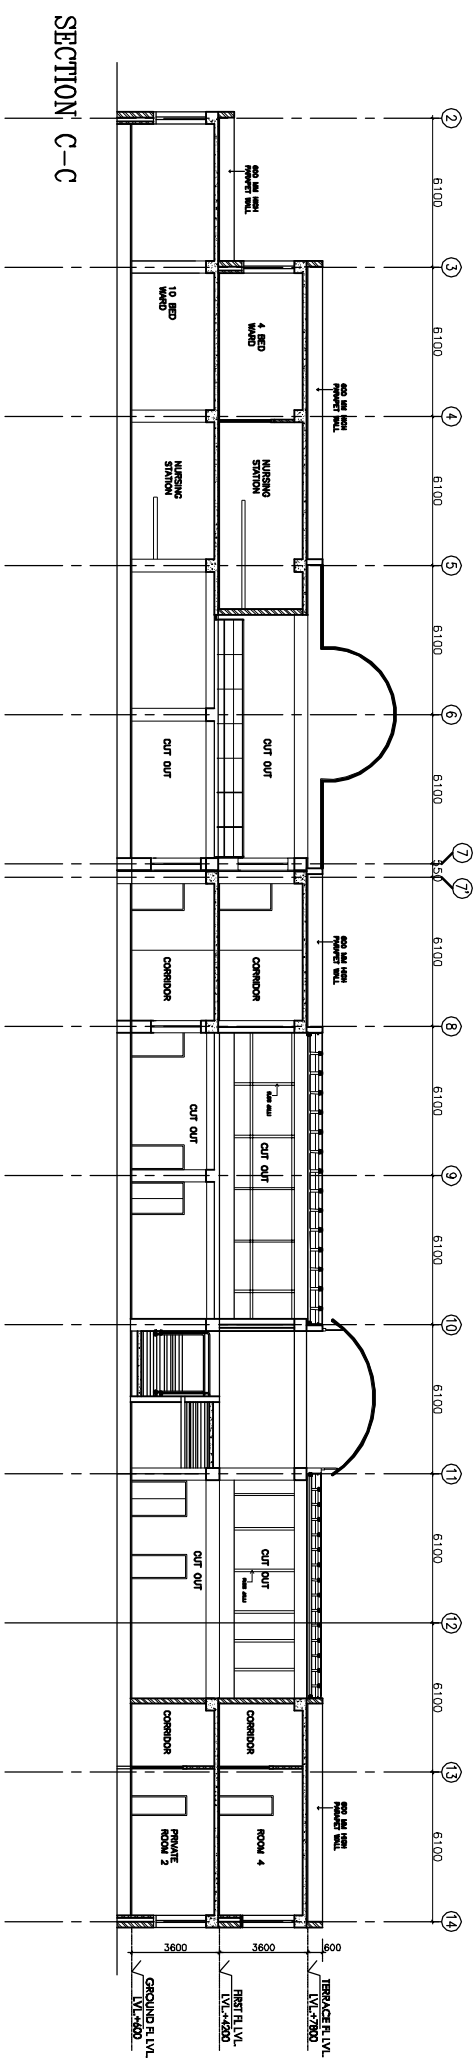 2
3
4
5
6
7
7'
8
9
10
11
12
13
14
6100
6100
6100
6100
6100
550
6100
6100
6100
6100
6100
6100
6100
600 MM HIGH
PARAPET WALL
600 MM HIGH
PARAPET WALL
600 MM HIGH
PARAPET WALL
600 MM HIGH
PARAPET WALL
4 BED
WARD
NURSING
STATION
CUT OUT
CORRIDOR
CUT OUT
CUT OUT
CORRIDOR
ROOM 4
10 BED
WARD
NURSING
STATION
CUT OUT
CORRIDOR
CUT OUT
CUT OUT
CORRIDOR
PRIVATE
ROOM 2
600
3600
3600
TERRACE FL LVL
LVL.+7800
FIRST FL LVL
LVL.+4200
GROUND FL LVL
LVL.+600
SECTION C-C